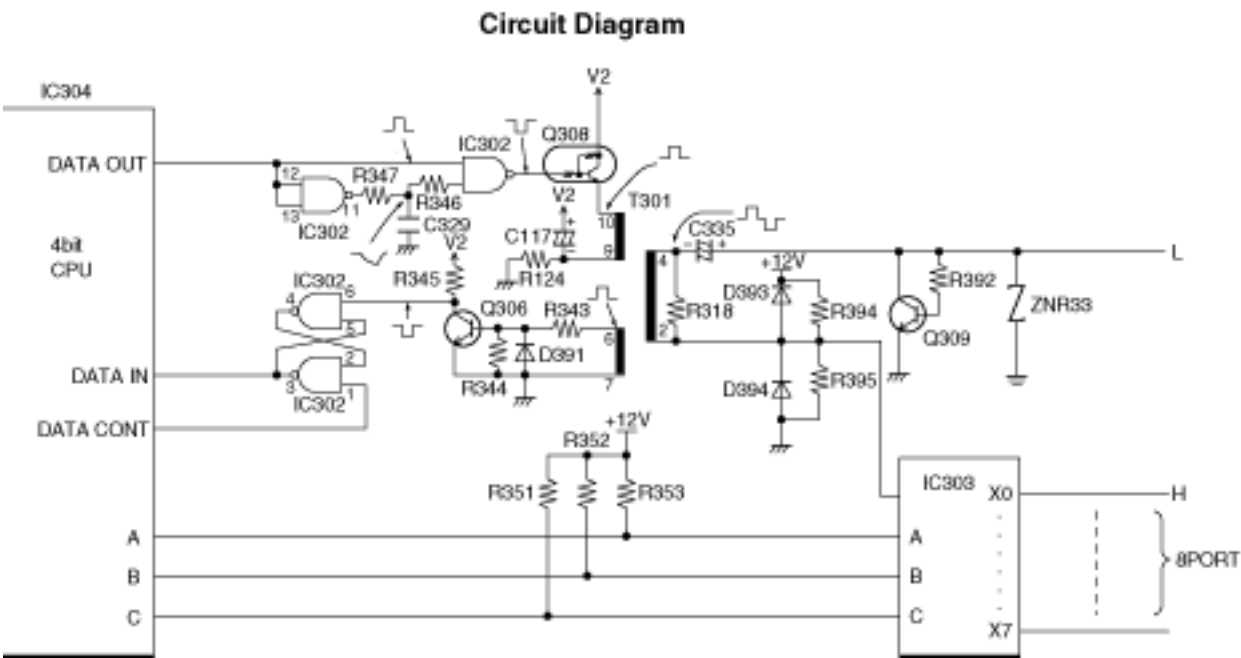 Circuit Diagram
V2
IC304
DATA OUT
12
13
IC302
11
R347
R346
C329
IC302
Q308
V2
T301
10
9
C117
+
-
R124
4bit
CPU
V2
R345
IC302
4
6
5
Q306
R343
6
7
D391
R344
DATA IN
2
3
1
IC302
DATA CONT
C335
- +
4
2
R318
+12V
D393
R394
D394
R395
L
R392
Q309
ZNR33
+12V
R352
R351
R353
IC303
X0
H
A
A
B
B
C
C
8PORT
X7